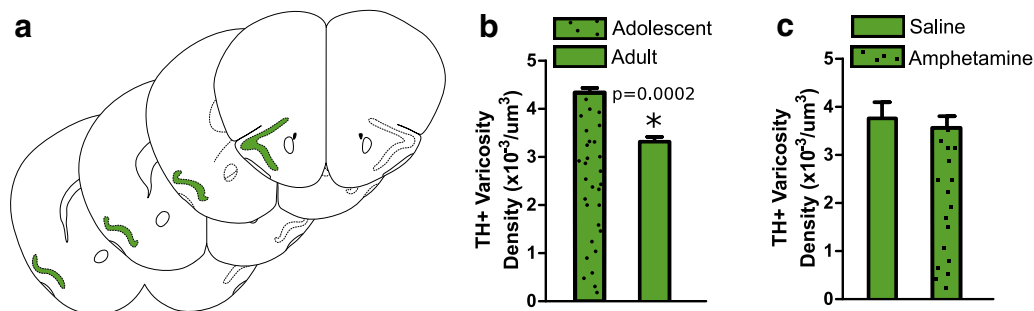 a
b
Adolescent
Adult
TH+ Varicosity
Density (x10-3/um3)
5
4
3
2
1
0
p=0.0002
*
c
Saline
Amphetamine
TH+ Varicosity
Density (x10-3/um3)
5
4
3
2
1
0